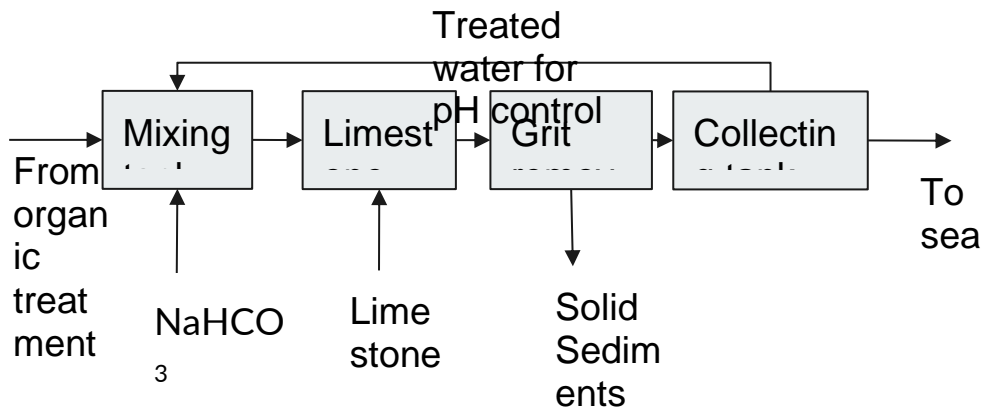 Treated
water for
pH control
Mixing
Limest
Grit
Collectin
From
organ
ic
treat
ment
To
sea
NaHCO
3
Lime
stone
Solid
Sedim
ents